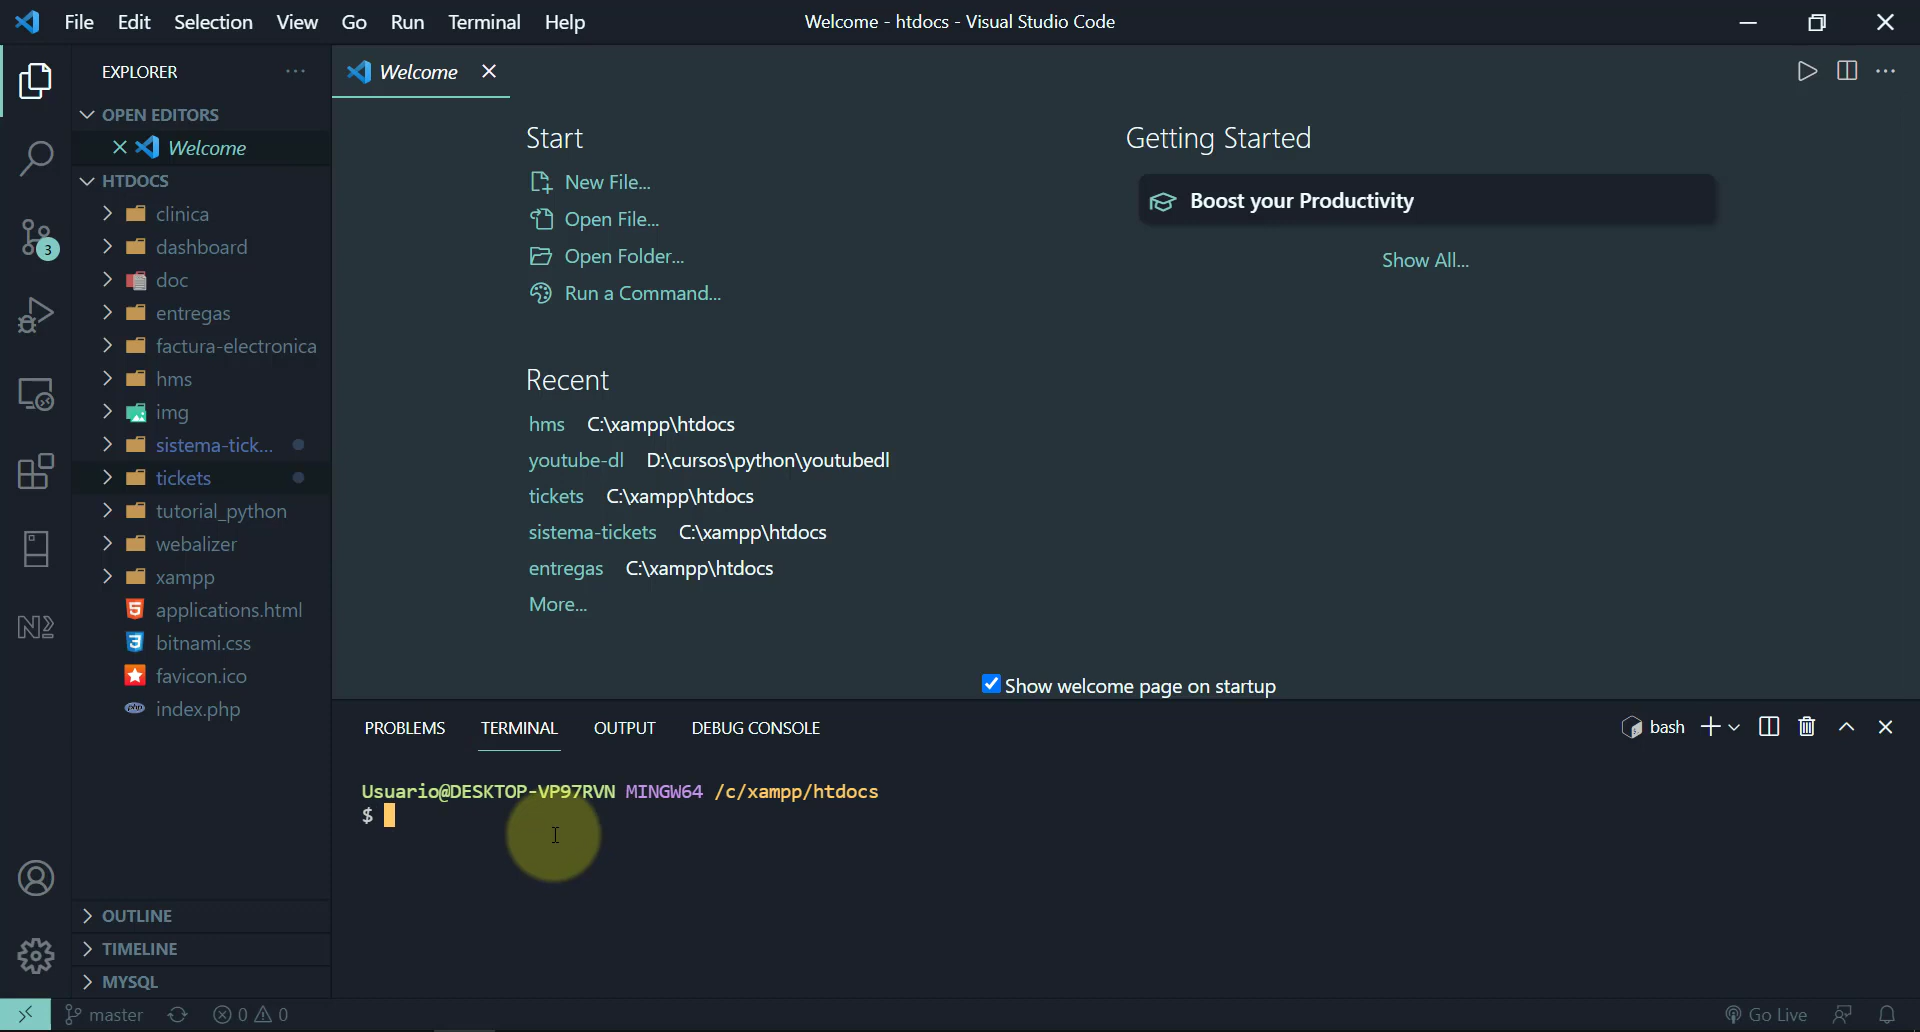 File Edit Selection View Go Run Terminal Help
Welcome - htdocs - Visual Studio Code
EXPLORER
OPEN EDITORS
Welcome
HTDOCS
clinica
dashboard
doc
entregas
factura-electronica
hms
img
sistema-tick...
tickets
tutorial_python
webalizer
xampp
applications.html
bitnami.css
favicon.ico
index.php
OUTLINE
TIMELINE
MYSQL
3
Welcome
Start
New File...
Open File...
Open Folder...
Run a Command...
Recent
hms C:\xampp\htdocs
youtube-dl D:\cursos\python\youtubedl
tickets C:\xampp\htdocs
sistema-tickets C:\xampp\htdocs
entregas C:\xampp\htdocs
More...
Getting Started
Boost your Productivity
Show All...
Show welcome page on startup
PROBLEMS TERMINAL OUTPUT DEBUG CONSOLE
bash
Usuario@DESKTOP-VP97RVN MINGW64 /c/xampp/htdocs
$
master 0 0
Go Live